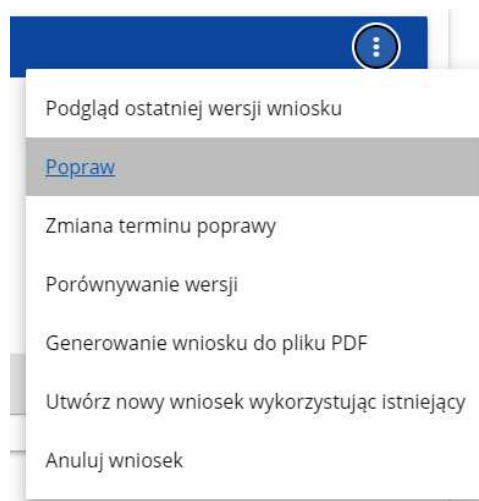 Podgląd ostatniej wersji wniosku
Popraw
Zmiana terminu poprawy
Porównywanie wersji
Generowanie wniosku do pliku PDF
Utwórz nowy wniosek wykorzystując istniejący
Anuluj wniosek